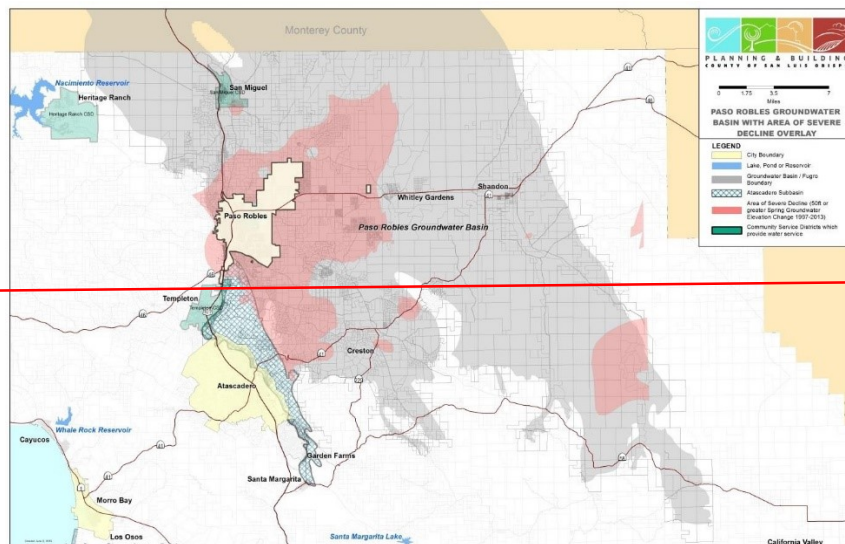 Monterey County
Nacimiento Reservoir
Heritage Ranch
Heritage Ranch CSD
San Miguel
San Miguel CSD
Paso Robles
Whitley Gardens
Shandon
Paso Robles Groundwater Basin
Templeton
Templeton CSD
Creston
Atascadero
Whale Rock Reservoir
Cayucos
Garden Farms
Santa Margarita
Morro Bay
Los Osos
Santa Margarita Lake
California Valley
PLANNING & BUILDING
COUNTY OF SAN LUIS OBISPO
0 1.75 3.5 7
Miles
PASO ROBLES GROUNDWATER
BASIN WITH AREA OF SEVERE
DECLINE OVERLAY
LEGEND
City Boundary
Lake, Pond or Reservoir
Groundwater Basin / Fugro
Boundary
Atascadero Subbasin
Area of Severe Decline (50ft or
greater Spring Groundwater
Elevation Change 1997-2013)
Community Service Districts which
provide water service